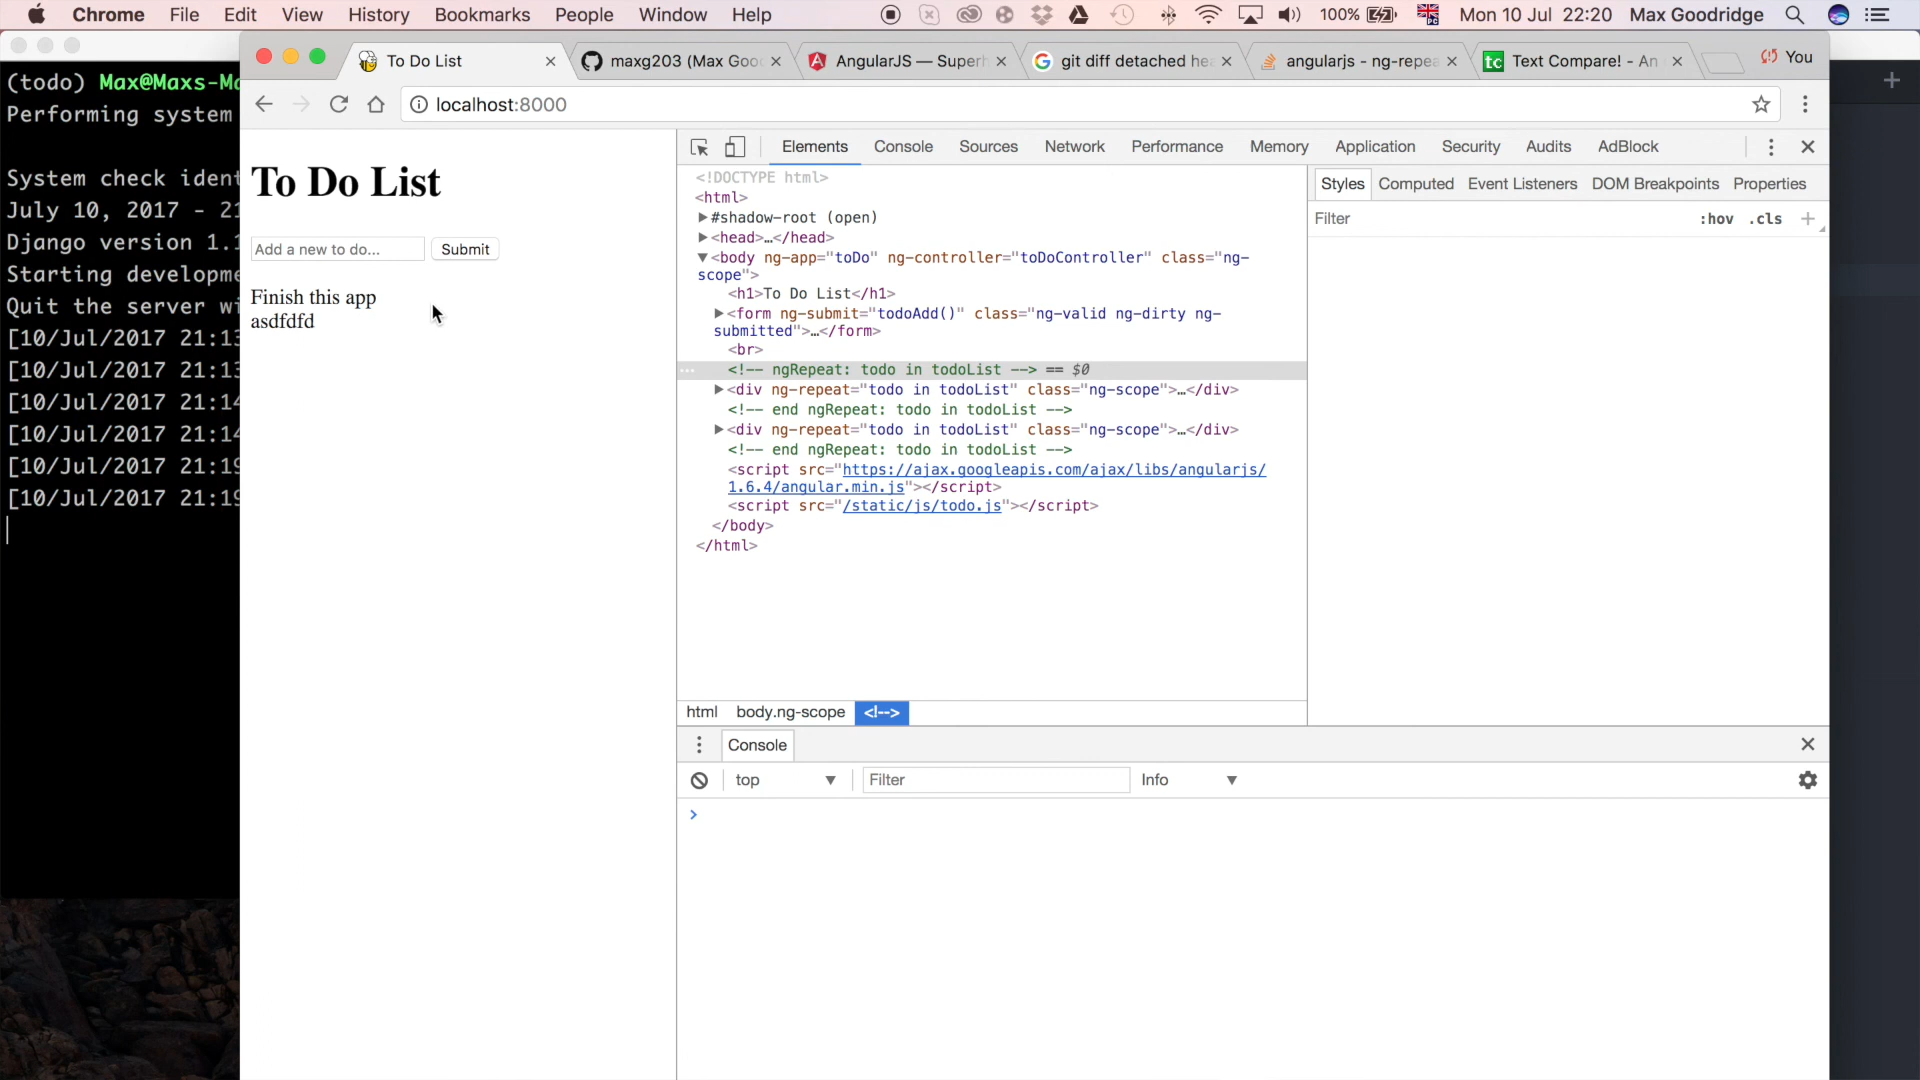 Chrome File Edit View History Bookmarks People Window Help 100% Mon 10 Jul 22:20 Max Goodridge
To Do List
maxg203 (Max Goo
AngularJS — Superh
git diff detached hea
angularjs - ng-repea
Text Compare! - An
You
localhost:8000
(todo) Max@Maxs-Ma
Performing system
System check ident
July 10, 2017 - 21
Django version 1.1
Starting developme
Quit the server wi
[10/Jul/2017 21:13
[10/Jul/2017 21:13
[10/Jul/2017 21:14
[10/Jul/2017 21:14
[10/Jul/2017 21:19
[10/Jul/2017 21:19
To Do List
Add a new to do... Submit
Finish this app
asdfdfd
Elements Console Sources Network Performance Memory Application Security Audits AdBlock
<!DOCTYPE html>
<html>
#shadow-root (open)
<head>…</head>
<body ng-app="toDo" ng-controller="toDoController" class="ng-
scope">
<h1>To Do List</h1>
<form ng-submit="todoAdd()" class="ng-valid ng-dirty ng-
submitted">…</form>
<br>
<!-- ngRepeat: todo in todoList --> == $0
<div ng-repeat="todo in todoList" class="ng-scope">…</div>
<!-- end ngRepeat: todo in todoList -->
<div ng-repeat="todo in todoList" class="ng-scope">…</div>
<!-- end ngRepeat: todo in todoList -->
<script src="https://ajax.googleapis.com/ajax/libs/angularjs/
1.6.4/angular.min.js"></script>
<script src="/static/js/todo.js"></script>
</body>
</html>
html body.ng-scope <!-->
Styles Computed Event Listeners DOM Breakpoints Properties
Filter :hov .cls +
Console
top Filter Info
>